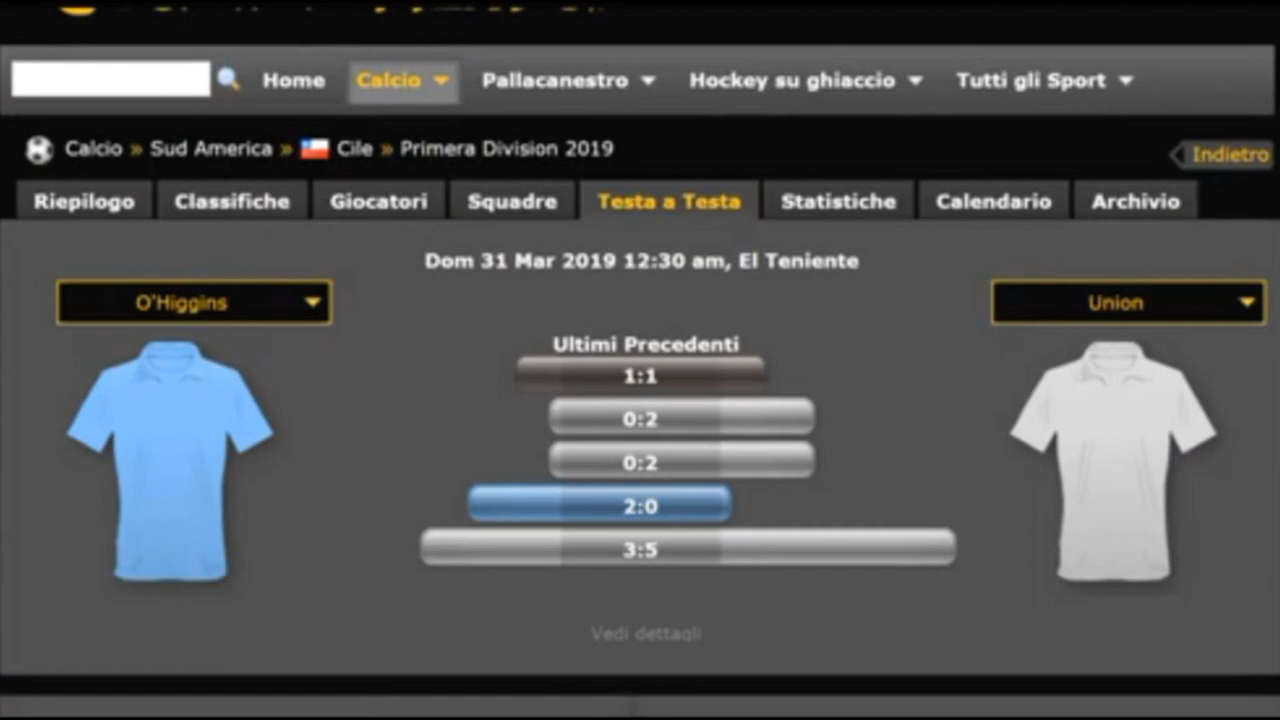 Home Calcio Pallacanestro Hockey su ghiaccio Tutti gli Sport
Calcio » Sud America » Cile » Primera Division 2019
Indietro
Riepilogo Classifiche Giocatori Squadre Testa a Testa Statistiche Calendario Archivio
Dom 31 Mar 2019 12:30 am, El Teniente
O'Higgins
Union
Ultimi Precedenti
1:1
0:2
0:2
2:0
3:5
Vedi dettagli